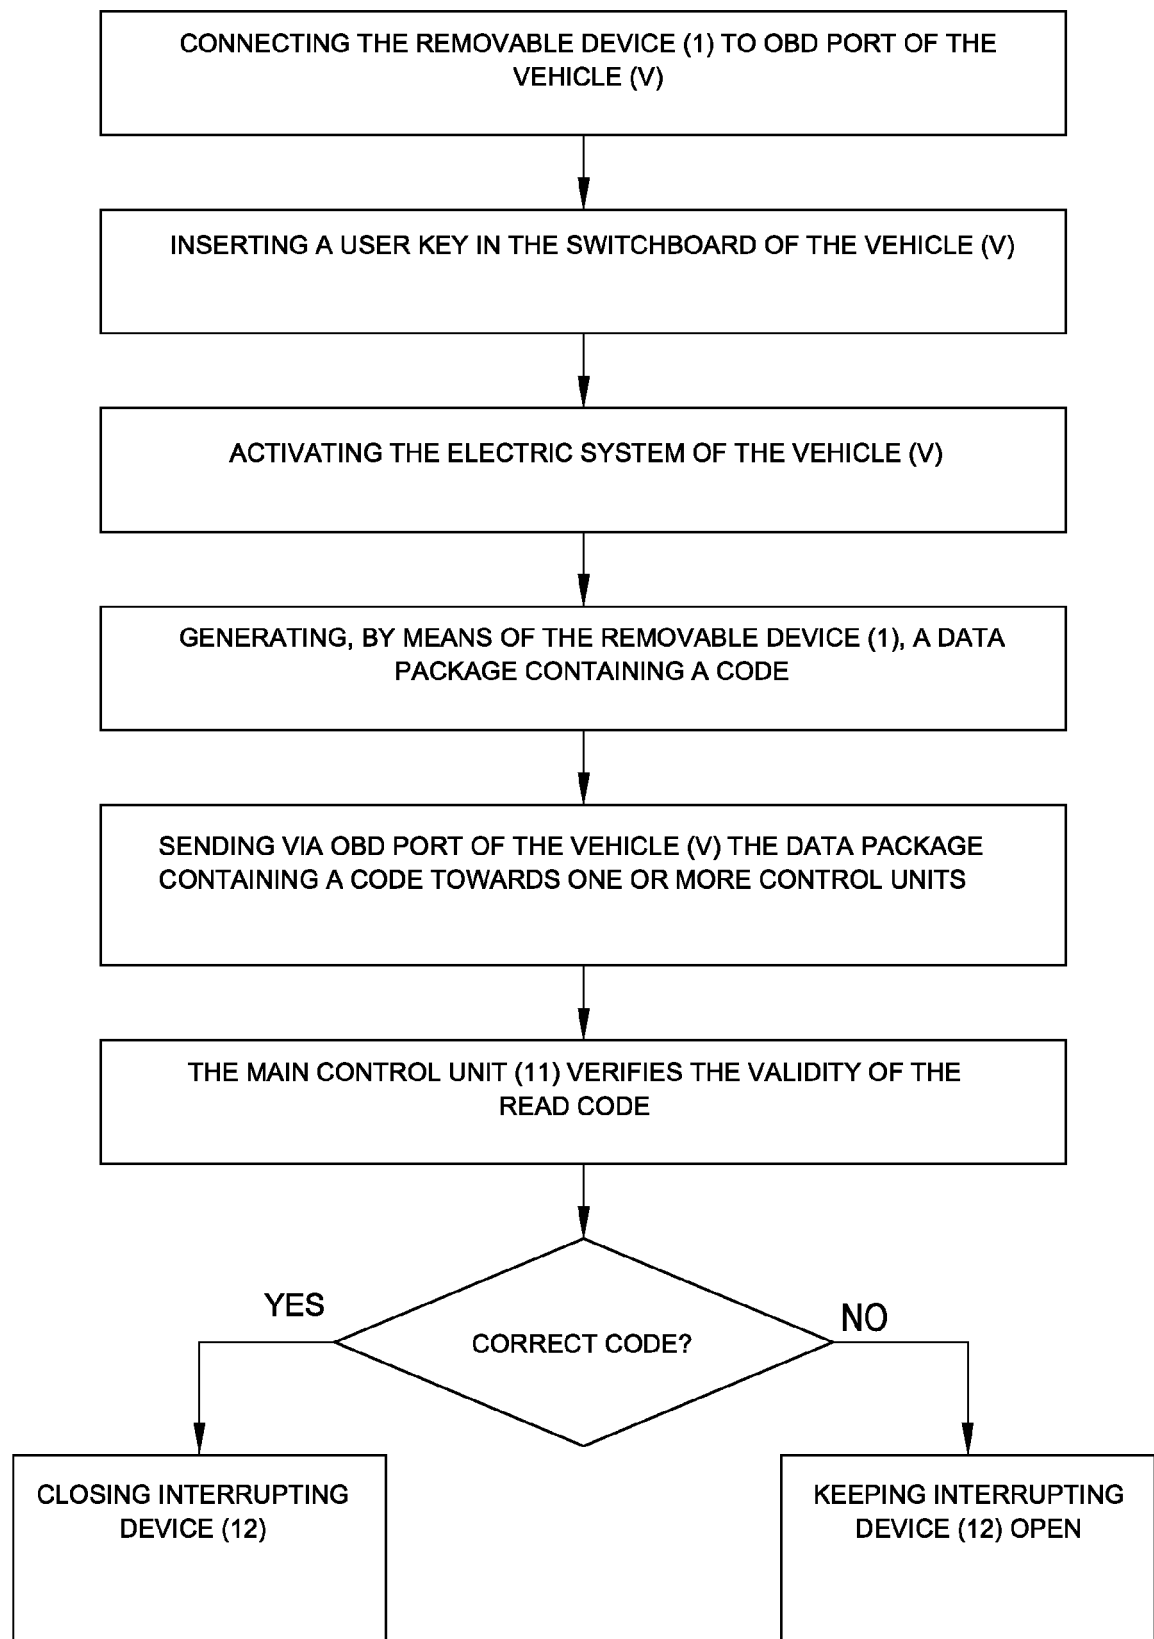 CONNECTING THE REMOVABLE DEVICE (1) TO OBD PORT OF THE
VEHICLE (V)
INSERTING A USER KEY IN THE SWITCHBOARD OF THE VEHICLE (V)
ACTIVATING THE ELECTRIC SYSTEM OF THE VEHICLE (V)
GENERATING, BY MEANS OF THE REMOVABLE DEVICE (1), A DATA
PACKAGE CONTAINING A CODE
SENDING VIA OBD PORT OF THE VEHICLE (V) THE DATA PACKAGE
CONTAINING A CODE TOWARDS ONE OR MORE CONTROL UNITS
THE MAIN CONTROL UNIT (11) VERIFIES THE VALIDITY OF THE
READ CODE
YES
NO
CORRECT CODE?
CLOSING INTERRUPTING
DEVICE (12)
KEEPING INTERRUPTING
DEVICE (12) OPEN